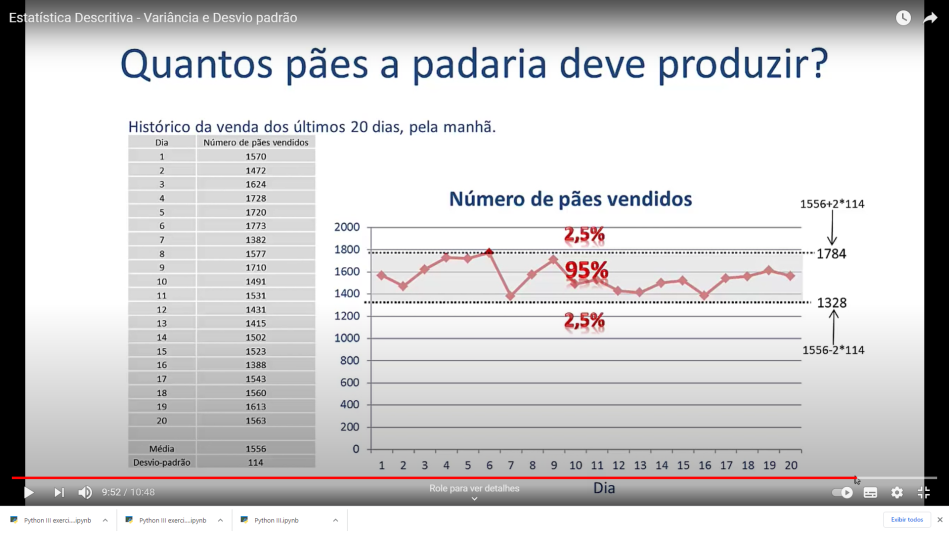 Estatística Descritiva - Variância e Desvio padrão
Quantos pães a padaria deve produzir?
Histórico da venda dos últimos 20 dias, pela manhã.
Dia Número de pães vendidos
1 1570
2 1472
3 1624
4 1728
5 1720
6 1773
7 1382
8 1577
9 1710
10 1491
11 1531
12 1431
13 1415
14 1502
15 1523
16 1388
17 1543
18 1560
19 1613
20 1563
Média 1556
Desvio-padrão 114
Número de pães vendidos
2000
1800
1600
1400
1200
1000
800
600
400
200
0
2,5%
95%
2,5%
1556+2*114
1784
1328
1556-2*114
1 2 3 4 5 6 7 8 9 10 11 12 13 14 15 16 17 18 19 20
Dia
9:52 / 10:48
Role para ver detalhes
Python III exerci....ipynb
Python III exerci....ipynb
Python III.ipynb
Exibir todos